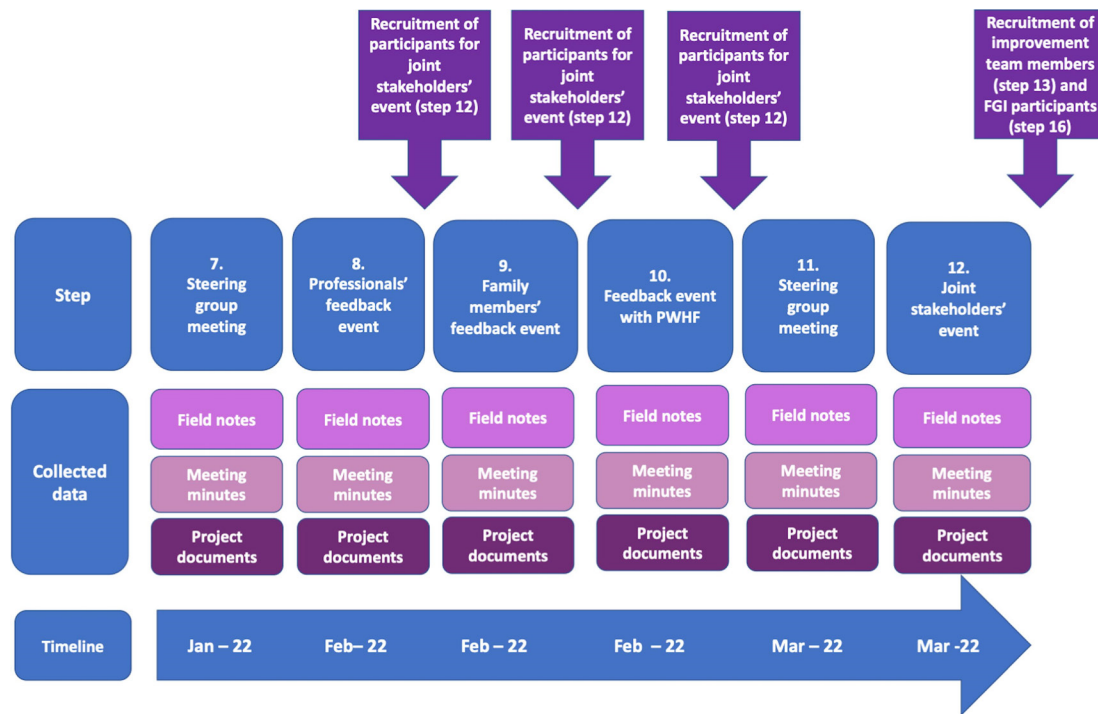 Recruitment of
participants for
joint
stakeholders'
event (step 12)
Recruitment of
participants for
joint
stakeholders'
event (step 12)
Recruitment of
participants for
joint
stakeholders'
event (step 12)
Recruitment of
improvement
team members
(step 13) and
FGI participants
(step 16)
Step
7.
Steering
group
meeting
8.
Professionals'
feedback
event
9.
Family
members'
feedback event
10.
Feedback event
with PWHF
11.
Steering
group
meeting
12.
Joint
stakeholders'
event
Collected
data
Field notes
Field notes
Field notes
Field notes
Field notes
Field notes
Meeting
minutes
Meeting
minutes
Meeting
minutes
Meeting
minutes
Meeting
minutes
Meeting
minutes
Project
documents
Project
documents
Project
documents
Project
documents
Project
documents
Project
documents
Timeline
Jan – 22
Feb– 22
Feb – 22
Feb – 22
Mar – 22
Mar -22